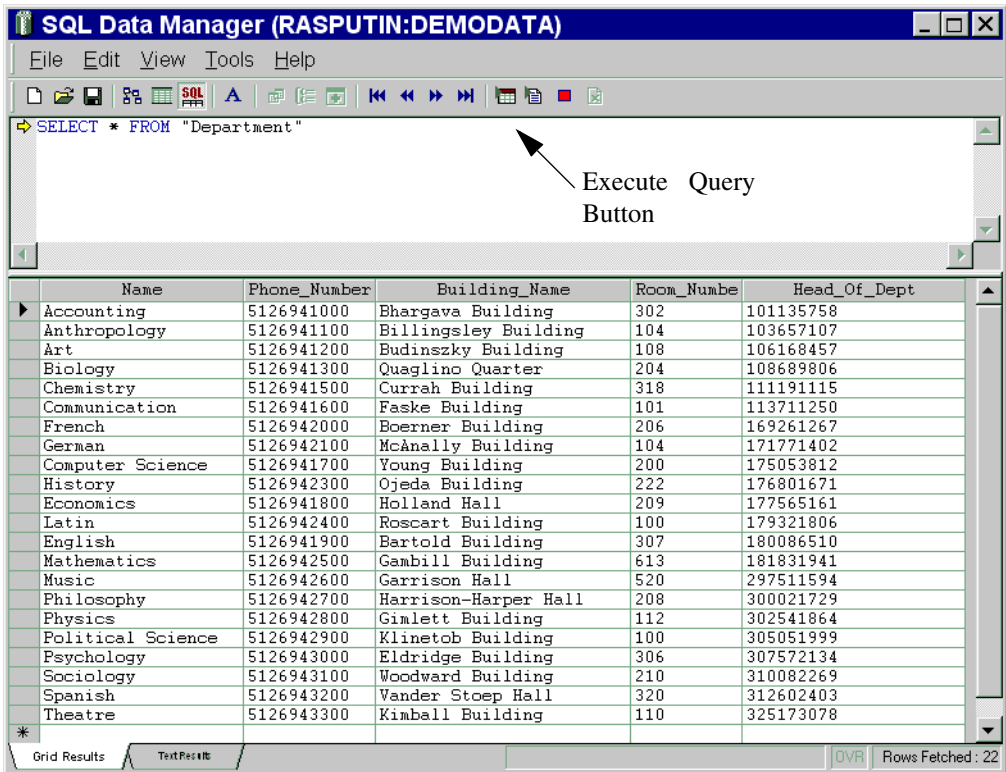 SQL Data Manager (RASPUTIN:DEMODATA)
File Edit View Tools Help
SQL A
SELECT * FROM "Department"
Execute Query
Button
Name Phone_Number Building_Name Room_Numbe Head_Of_Dept
Accounting 5126941000 Bhargava Building 302 101135758
Anthropology 5126941100 Billingsley Building 104 103657107
Art 5126941200 Budinszky Building 108 106168457
Biology 5126941300 Quaglino Quarter 204 108689806
Chemistry 5126941500 Currah Building 318 111191115
Communication 5126941600 Faske Building 101 113711250
French 5126942000 Boerner Building 206 169261267
German 5126942100 McAnally Building 104 171771402
Computer Science 5126941700 Young Building 200 175053812
History 5126942300 Ojeda Building 222 176801671
Economics 5126941800 Holland Hall 209 177565161
Latin 5126942400 Roscart Building 100 179321806
English 5126941900 Bartold Building 307 180086510
Mathematics 5126942500 Gambill Building 613 181831941
Music 5126942600 Garrison Hall 520 297511594
Philosophy 5126942700 Harrison-Harper Hall 208 300021729
Physics 5126942800 Gimlett Building 112 302541864
Political Science 5126942900 Klinetob Building 100 305051999
Psychology 5126943000 Eldridge Building 306 307572134
Sociology 5126943100 Woodward Building 210 310082269
Spanish 5126943200 Vander Stoep Hall 320 312602403
Theatre 5126943300 Kimball Building 110 325173078
*
Grid Results Text Results OVR Rows Fetched : 22